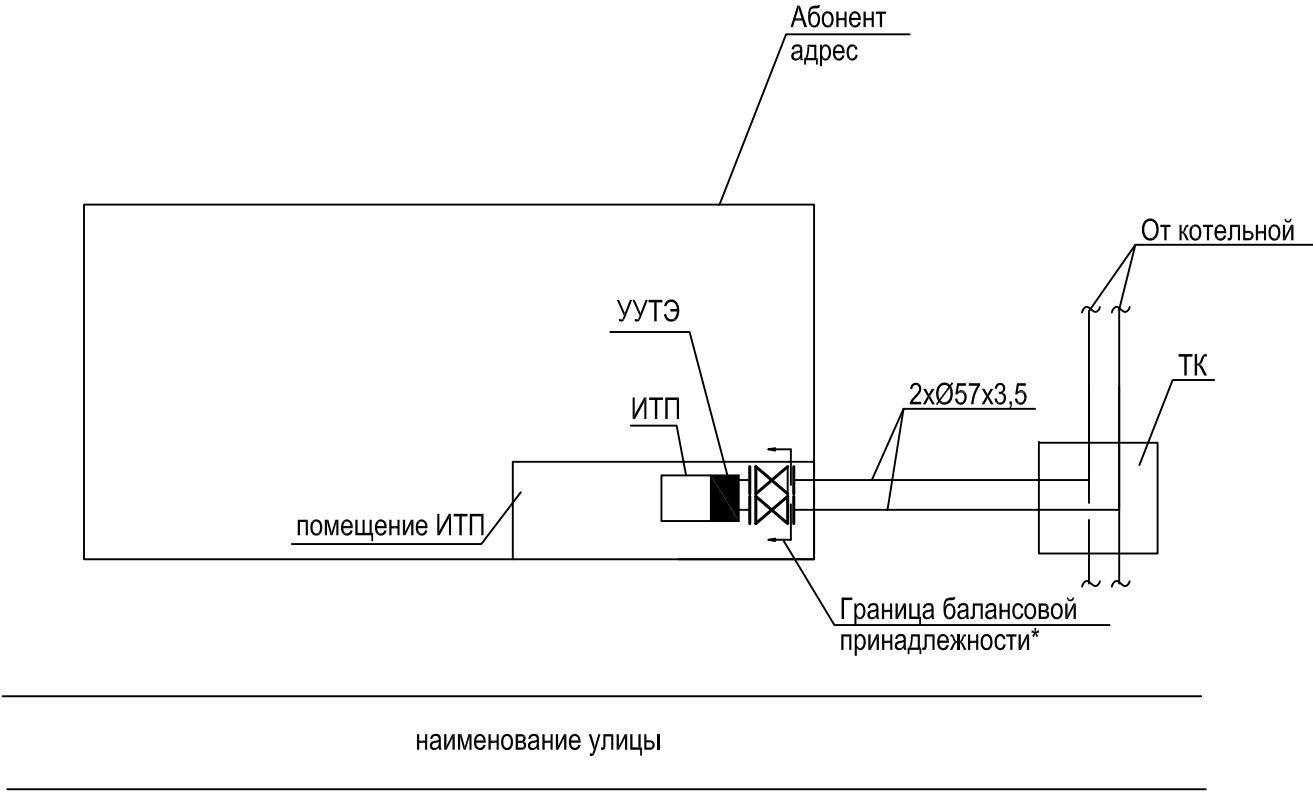 Абонент
адрес
От котельной
УУТЭ
ТК
2хØ57х3,5
ИТП
помещение ИТП
Граница балансовой
принадлежности*
наименование улицы